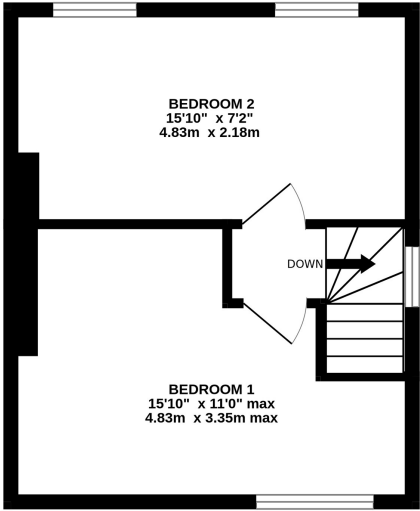 BEDROOM 2
15'10" x 7'2"
4.83m x 2.18m
DOWN
BEDROOM 1
15'10" x 11'0" max
4.83m x 3.35m max